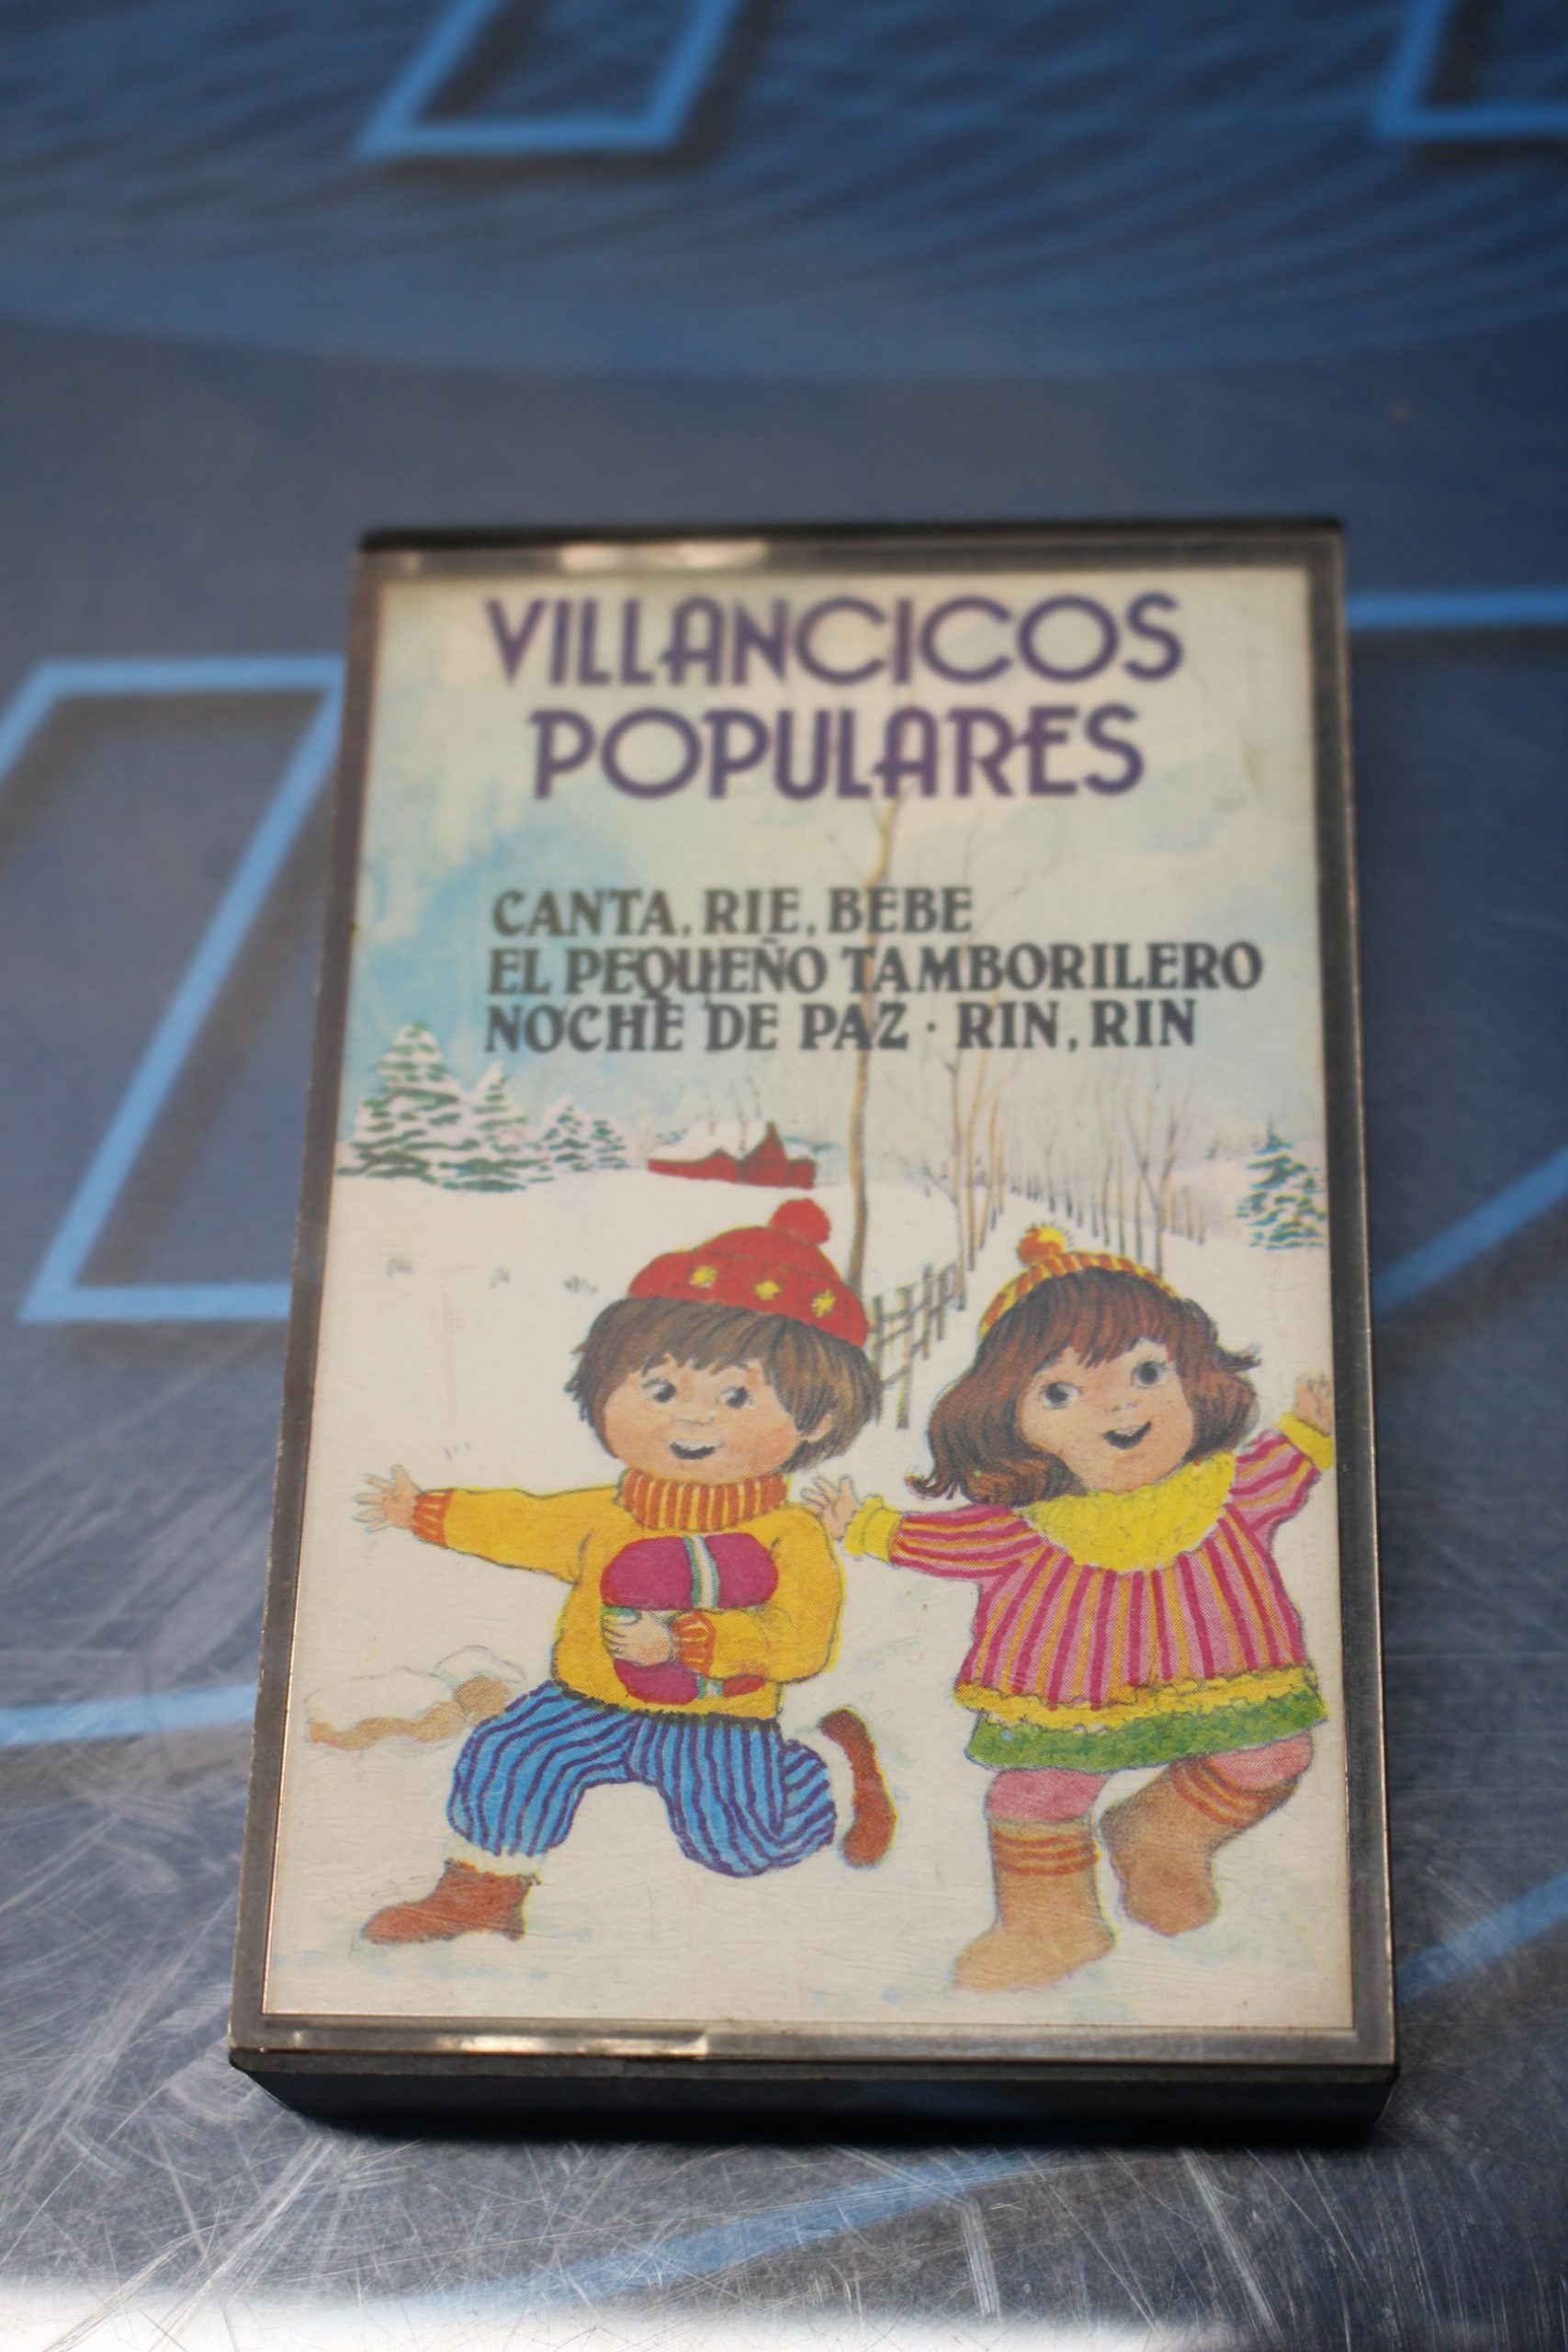 VILLANCICOS
POPULARES
CANTA, RIE, BEBE
EL PEQUEÑO TAMBORILERO
NOCHE DE PAZ · RIN, RIN